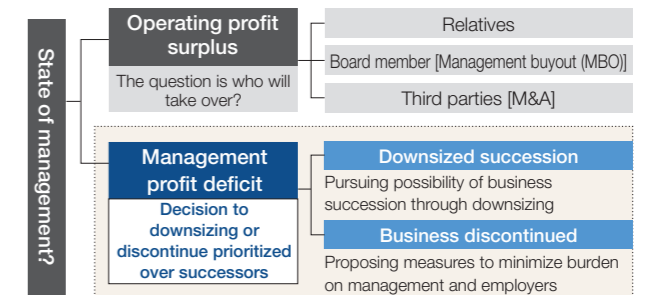 State of management?
Operating profit
surplus
The question is who will
take over?
Relatives
Board member [Management buyout (MBO)]
Third parties [M&A]
Management
profit deficit
Decision to
downsizing or
discontinue prioritized
over successors
Downsized succession
Pursuing possibility of business
succession through downsizing
Business discontinued
Proposing measures to minimize burden
on management and employers